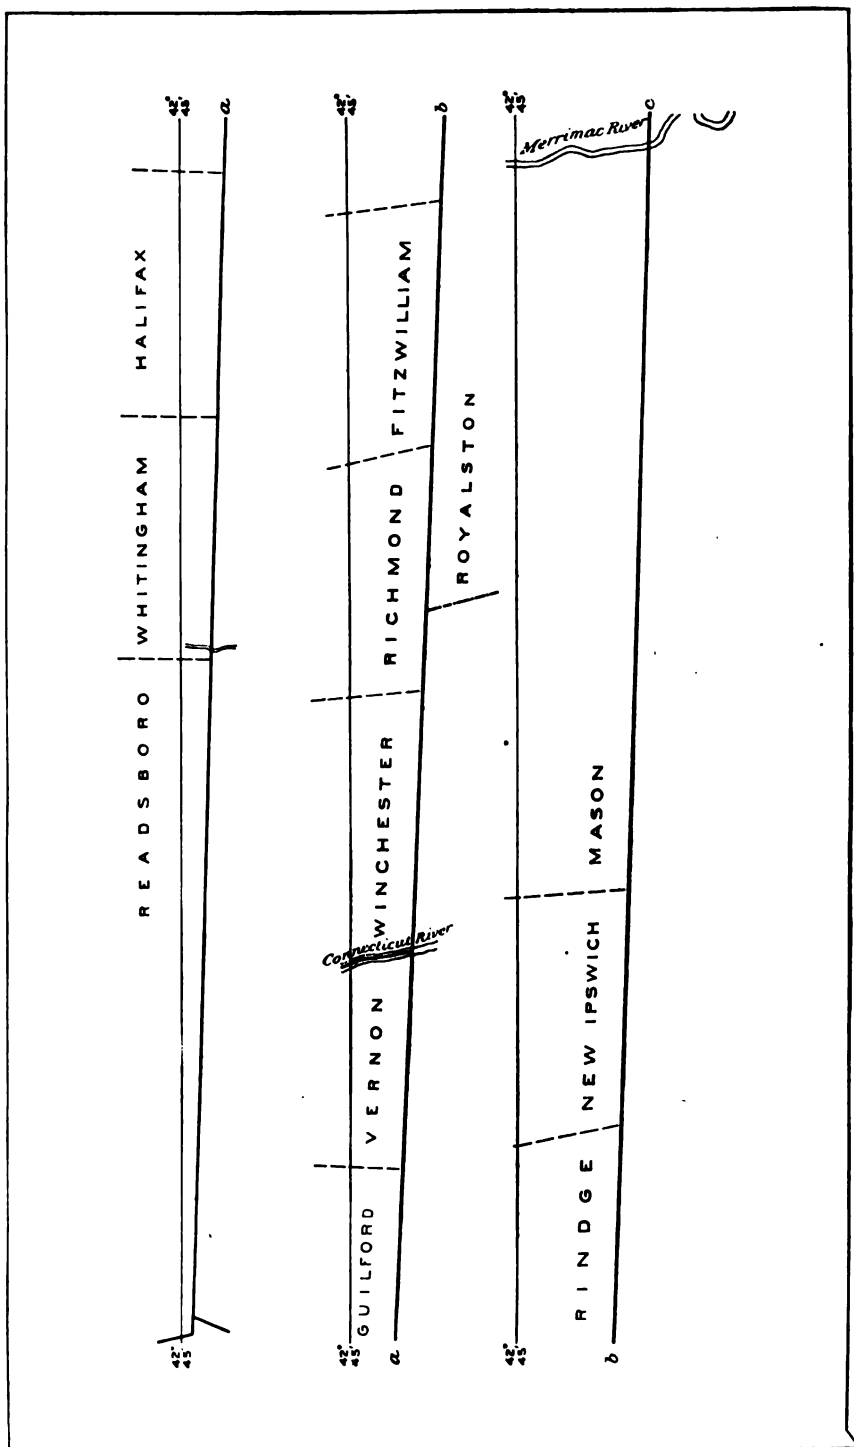 42° 45'
a
HALIFAX
WHITINGHAM
READSBORO
42° 45'
42° 45'
b
FITZWILLIAM
RICHMOND
ROYALSTON
WINCHESTER
Connecticut River
VERNON
GUILFORD
42° 45'
a
42° 45'
c
Merrimac River
MASON
NEW IPSWICH
RINDGE
42° 45'
b